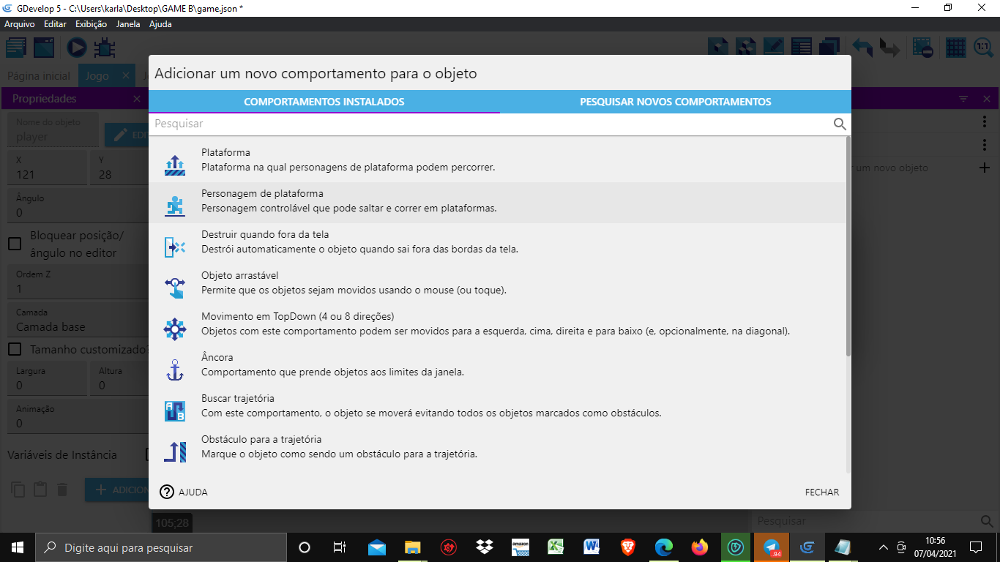 GDevelop 5 - C:\Users\karla\Desktop\GAME B\game.json *
Arquivo Editar Exibição Janela Ajuda
1:1
Página inicial
Jogo
Propriedades
Nome do objeto
player
X
121
Y
28
Ângulo
0
Bloquear posição/
ângulo no editor
Ordem Z
1
Camada
Camada base
Tamanho customizado?
Largura
0
Altura
0
Animação
0
Variáveis de Instância
Adicionar um novo comportamento para o objeto
COMPORTAMENTOS INSTALADOS
PESQUISAR NOVOS COMPORTAMENTOS
Pesquisar
Plataforma
Plataforma na qual personagens de plataforma podem percorrer.
Personagem de plataforma
Personagem controlável que pode saltar e correr em plataformas.
Destruir quando fora da tela
Destrói automaticamente o objeto quando sai fora das bordas da tela.
Objeto arrastável
Permite que os objetos sejam movidos usando o mouse (ou toque).
Movimento em TopDown (4 ou 8 direções)
Objetos com este comportamento podem ser movidos para a esquerda, cima, direita e para baixo (e, opcionalmente, na diagonal).
Âncora
Comportamento que prende objetos aos limites da janela.
Buscar trajetória
Com este comportamento, o objeto se moverá evitando todos os objetos marcados como obstáculos.
Obstáculo para a trajetória
Marque o objeto como sendo um obstáculo para a trajetória.
AJUDA
FECHAR
um novo objeto
105;28
Pesquisar
Digite aqui para pesquisar
amazon
..94
10:56
07/04/2021